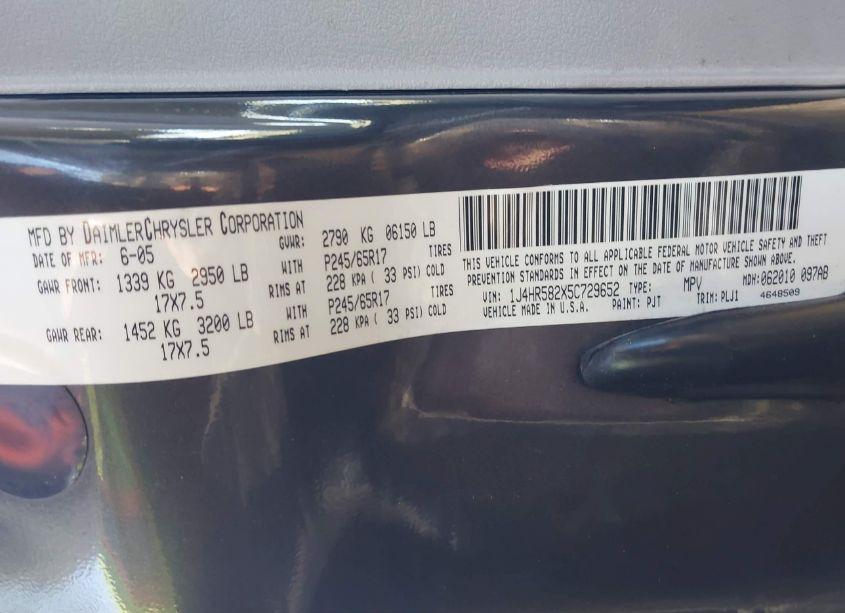 MFD BY DAIMLERCHRYSLER CORPORATION
DATE OF MFR: 6-05 GVWR: 2790 KG 06150 LB
GAWR FRONT: 1339 KG 2950 LB WITH P245/65R17 TIRES
17X7.5 RIMS AT 228 KPA ( 33 PSI) COLD
GAWR REAR: 1452 KG 3200 LB WITH P245/65R17 TIRES
17X7.5 RIMS AT 228 KPA ( 33 PSI) COLD
THIS VEHICLE CONFORMS TO ALL APPLICABLE FEDERAL MOTOR VEHICLE SAFETY AND THEFT
PREVENTION STANDARDS IN EFFECT ON THE DATE OF MANUFACTURE SHOWN ABOVE.
VIN: 1J4HR582X5C729652 TYPE: MPV MDH:062010 097AB
VEHICLE MADE IN U.S.A. PAINT: PJT TRIM: PLJ1 4648509